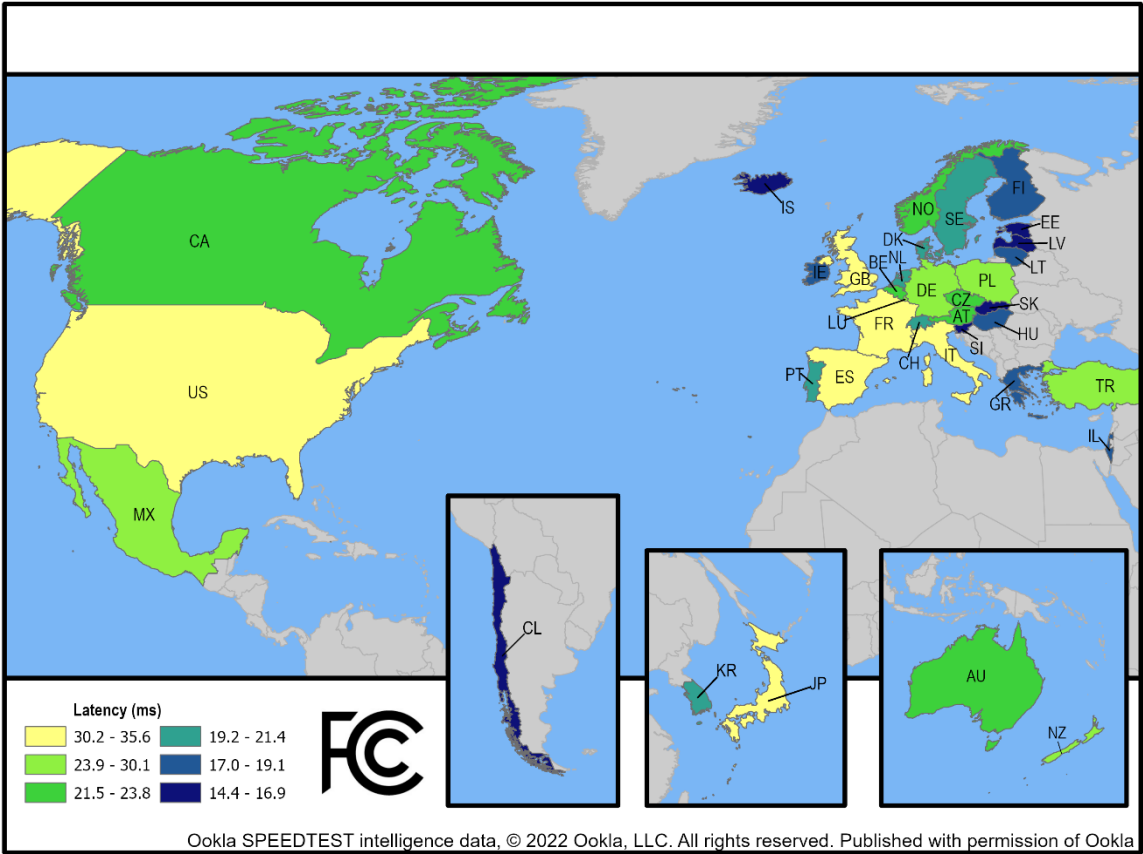 CA
US
MX
IS
NO
SE
FI
EE
LV
LT
DK
NL
BE
IE
GB
DE
PL
CZ
SK
AT
HU
LU
FR
CH
SI
IT
PT
ES
GR
TR
IL
CL
KR
JP
AU
NZ
Latency (ms)
30.2 - 35.6
23.9 - 30.1
21.5 - 23.8
19.2 - 21.4
17.0 - 19.1
14.4 - 16.9
FCC
Ookla SPEEDTEST intelligence data, © 2022 Ookla, LLC. All rights reserved. Published with permission of Ookla